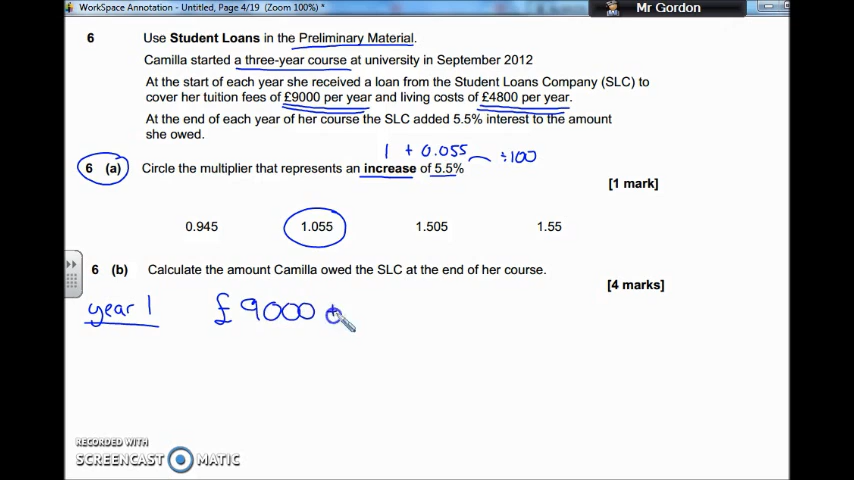 WorkSpace Annotation - Untitled, Page 4/19 (Zoom 100%) *
Mr Gordon
6 Use Student Loans in the Preliminary Material.
Camilla started a three-year course at university in September 2012
At the start of each year she received a loan from the Student Loans Company (SLC) to
cover her tuition fees of £9000 per year and living costs of £4800 per year.
At the end of each year of her course the SLC added 5.5% interest to the amount
she owed.
1 + 0.055 ÷100
6 (a) Circle the multiplier that represents an increase of 5.5%
[1 mark]
0.945 1.055 1.505 1.55
6 (b) Calculate the amount Camilla owed the SLC at the end of her course.
[4 marks]
year 1 £9000
RECORDED WITH
SCREENCAST MATIC